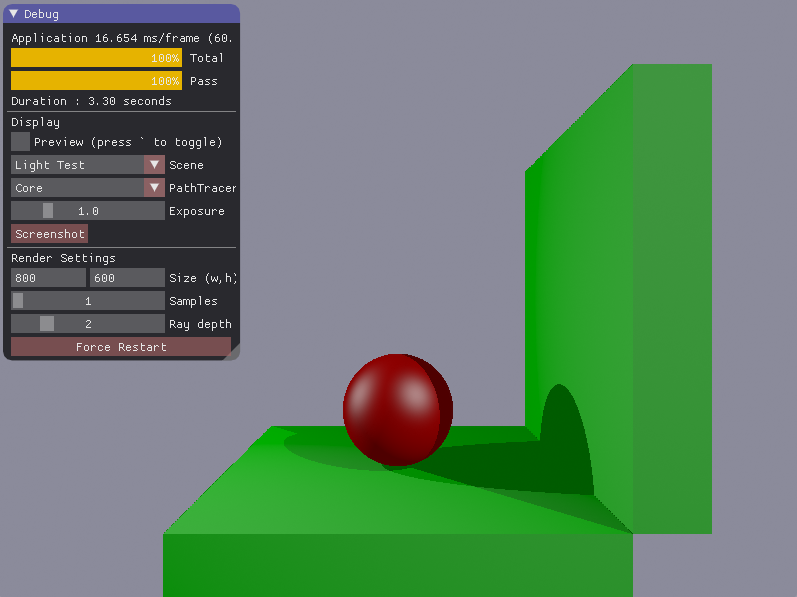 Debug
Application 16.654 ms/frame (60.
100% Total
100% Pass
Duration : 3.30 seconds
Display
Preview (press ` to toggle)
Light Test Scene
Core PathTracer
1.0 Exposure
Screenshot
Render Settings
800 600 Size (w,h)
1 Samples
2 Ray depth
Force Restart